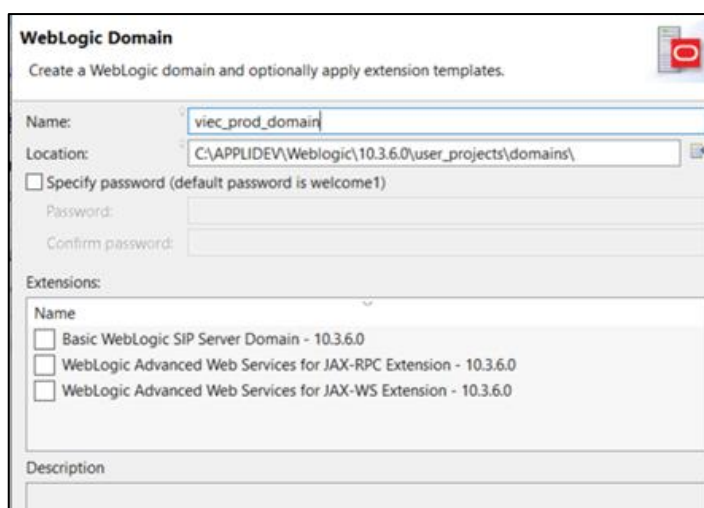 WebLogic Domain
Create a WebLogic domain and optionally apply extension templates.
Name: viec_prod_domain
Location: C:\APPLIDEV\Weblogic\10.3.6.0\user_projects\domains\
Specify password (default password is welcome1)
Password:
Confirm password:
Extensions:
Name
Basic WebLogic SIP Server Domain - 10.3.6.0
WebLogic Advanced Web Services for JAX-RPC Extension - 10.3.6.0
WebLogic Advanced Web Services for JAX-WS Extension - 10.3.6.0
Description